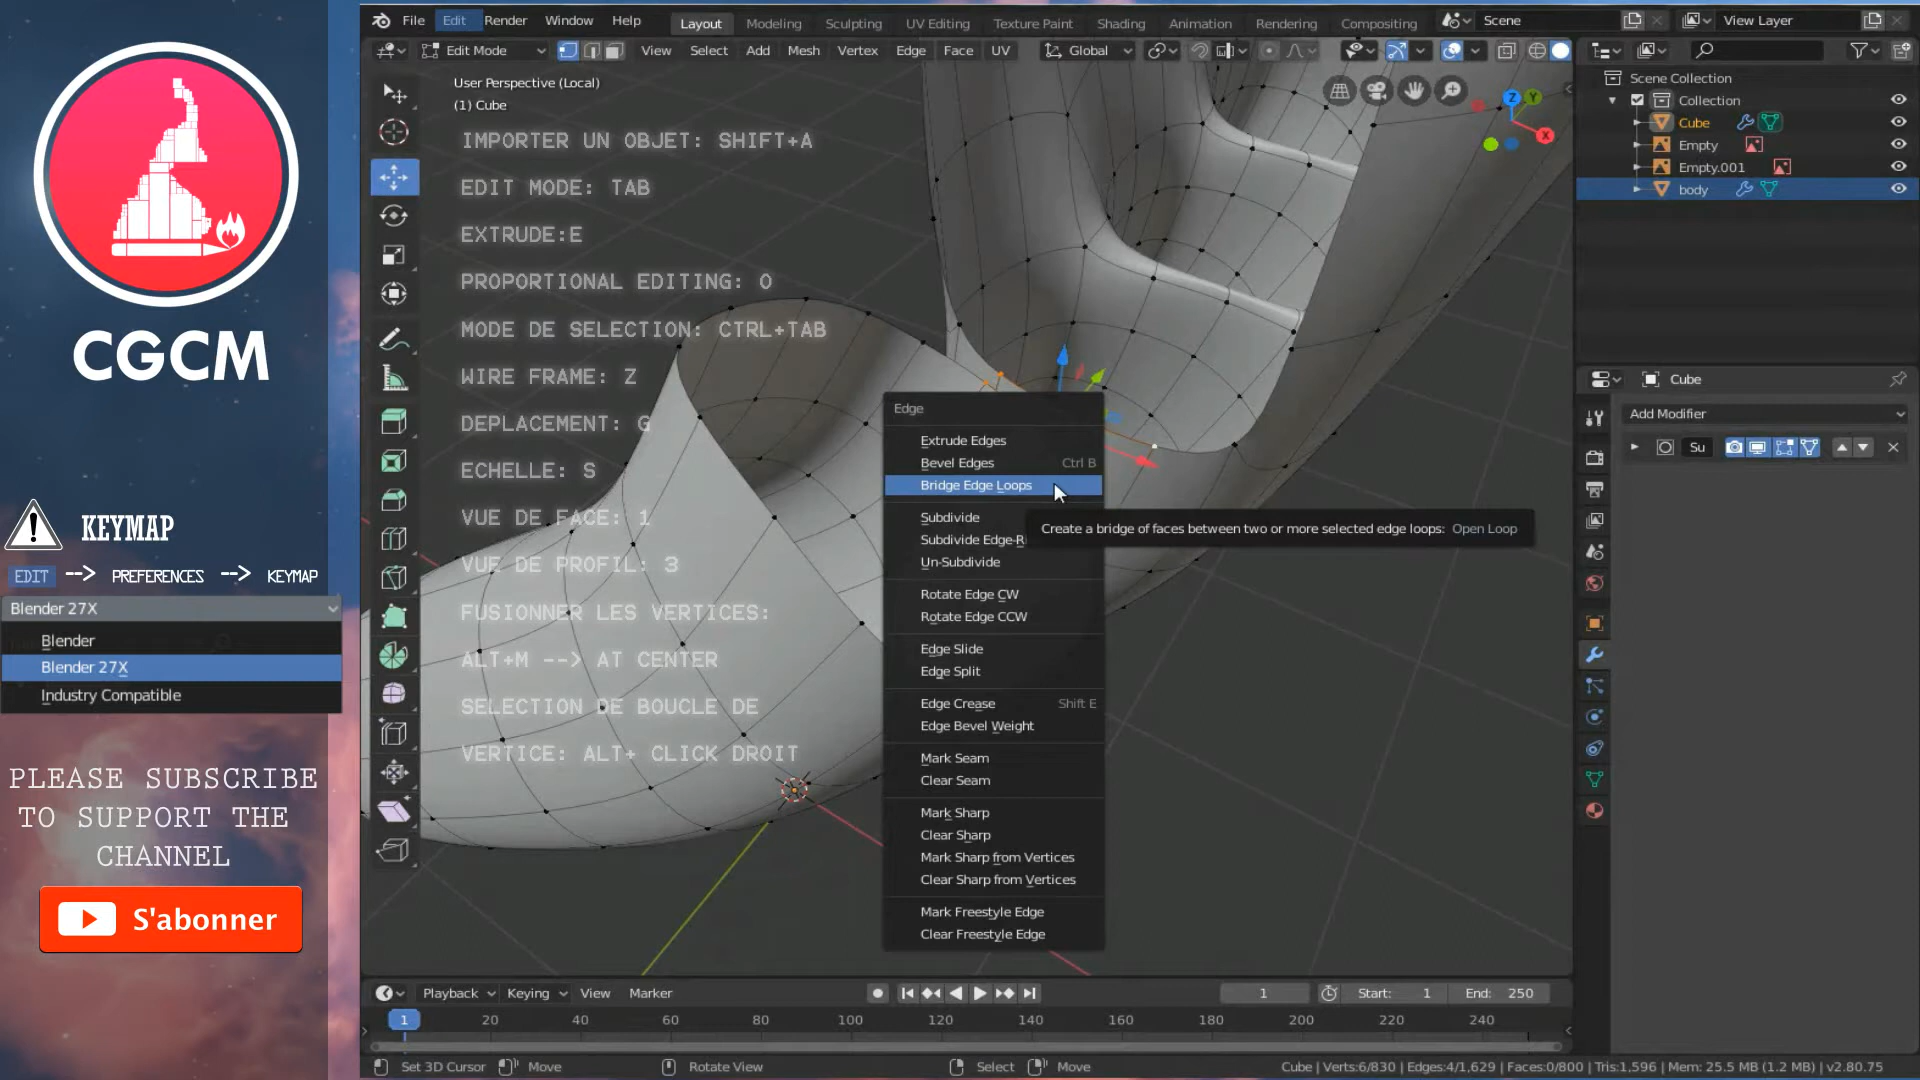 CGCM
KEYMAP
EDIT --> PREFERENCES --> KEYMAP
Blender 27X
Blender
Blender 27X
Industry Compatible
PLEASE SUBSCRIBE
TO SUPPORT THE
CHANNEL
S'abonner
File Edit Render Window Help
Layout Modeling Sculpting UV Editing Texture Paint Shading Animation Rendering Compositing
Scene
View Layer
Edit Mode
View Select Add Mesh Vertex Edge Face UV
Global
User Perspective (Local)
(1) Cube
IMPORTER UN OBJET: SHIFT+A
EDIT MODE: TAB
EXTRUDE:E
PROPORTIONAL EDITING: O
MODE DE SELECTION: CTRL+TAB
WIRE FRAME: Z
DEPLACEMENT: G
ECHELLE: S
VUE DE FACE: 1
VUE DE PROFIL: 3
FUSIONNER LES VERTICES:
ALT+M --> AT CENTER
SELECTION DE BOUCLE DE
VERTICE: ALT+ CLICK DROIT
Z
Y
X
Edge
Extrude Edges
Bevel Edges Ctrl B
Bridge Edge Loops
Subdivide
Subdivide Edge-R
Un-Subdivide
Rotate Edge CW
Rotate Edge CCW
Edge Slide
Edge Split
Edge Crease Shift E
Edge Bevel Weight
Mark Seam
Clear Seam
Mark Sharp
Clear Sharp
Mark Sharp from Vertices
Clear Sharp from Vertices
Mark Freestyle Edge
Clear Freestyle Edge
Create a bridge of faces between two or more selected edge loops: Open Loop
Scene Collection
Collection
Cube
Empty
Empty.001
body
Cube
Add Modifier
Su
Playback Keying View Marker
1
Start: 1
End: 250
1 20 40 60 80 100 120 140 160 180 200 220 240
Set 3D Cursor Move Rotate View Select Move
Cube | Verts:6/830 | Edges:4/1,629 | Faces:0/800 | Tris:1,596 | Mem: 25.5 MB (1.2 MB) | v2.80.75